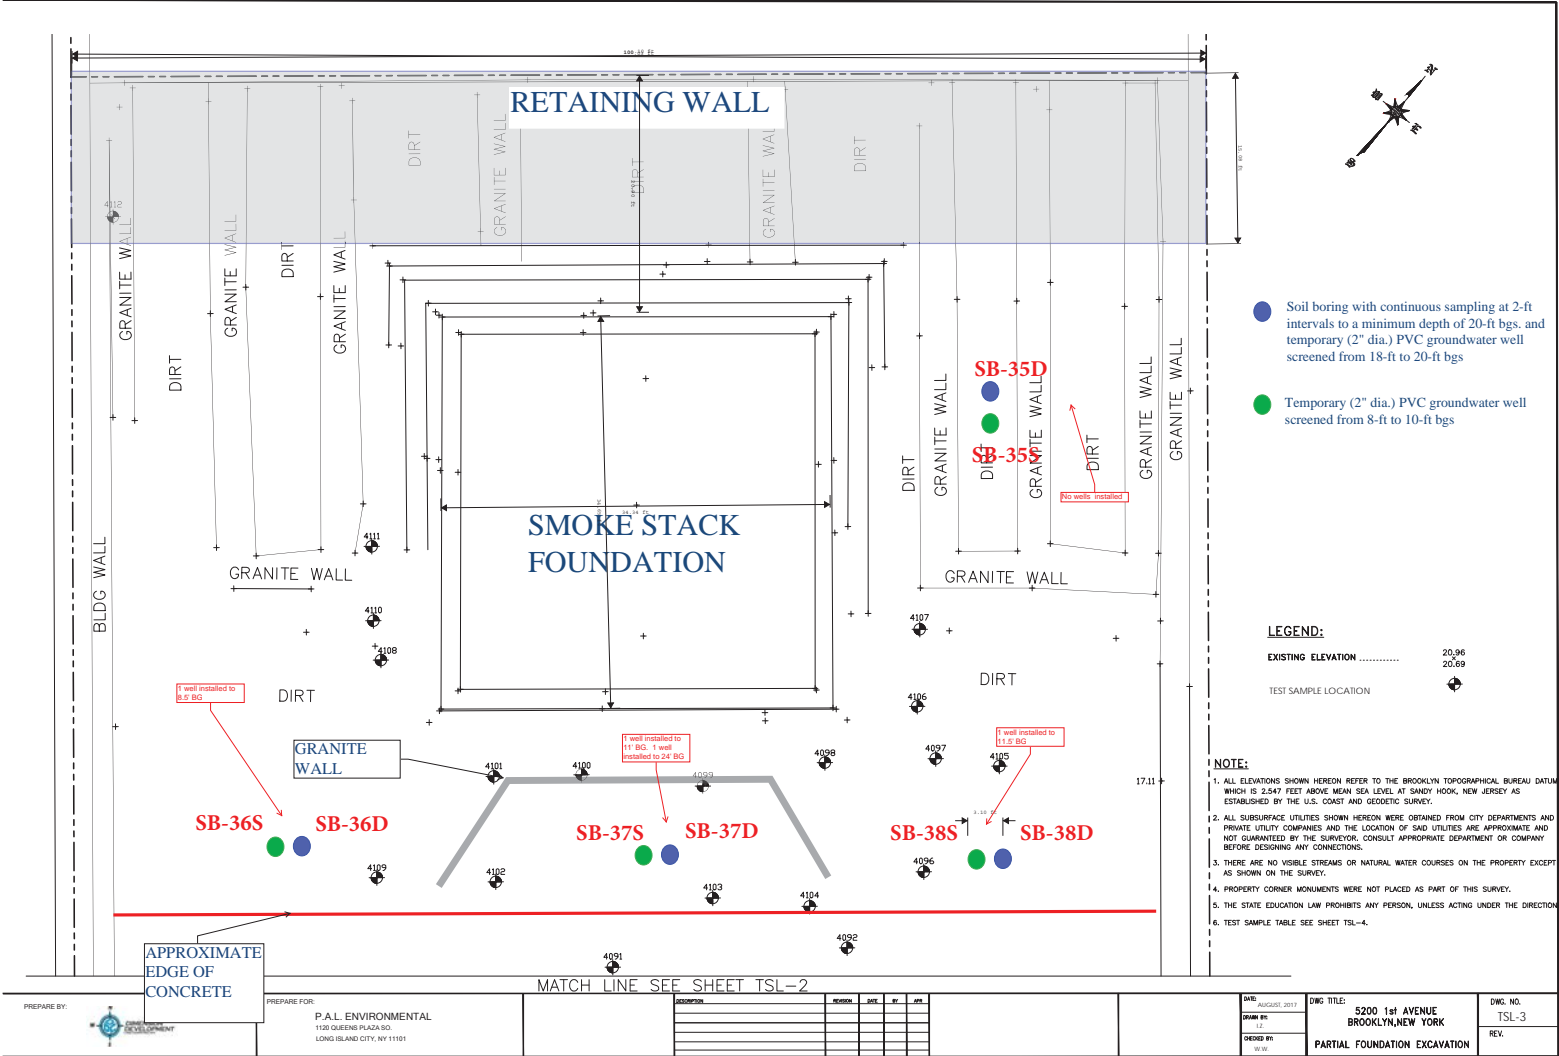 100.10 ft
RETAINING WALL
DIRT
GRANITE WALL
DIRT
GRANITE WALL
DIRT
15.08 ft
4112
GRANITE WALL
GRANITE WALL
DIRT
GRANITE WALL
DIRT
N
S
Soil boring with continuous sampling at 2-ft
intervals to a minimum depth of 20-ft bgs. and
temporary (2" dia.) PVC groundwater well
screened from 18-ft to 20-ft bgs
Temporary (2" dia.) PVC groundwater well
screened from 8-ft to 10-ft bgs
SB-35D
SB-35S
DIRT
GRANITE WALL
DIRT
GRANITE WALL
DIRT
GRANITE WALL
GRANITE WALL
No wells installed
34.34 ft
SMOKE STACK
FOUNDATION
4111
BLDG WALL
GRANITE WALL
GRANITE WALL
4110
4108
4107
LEGEND:
EXISTING ELEVATION ............
20.96
20.69
TEST SAMPLE LOCATION
DIRT
DIRT
4106
1 well installed to
8.5' BG
1 well installed to
11' BG. 1 well
installed to 24' BG
1 well installed to
11.5' BG
GRANITE
WALL
4101
4100
4099
4098
4097
4105
17.11
SB-36S
SB-36D
SB-37S
SB-37D
3.10 ft
SB-38S
SB-38D
4109
4102
4103
4104
4096
4092
4091
APPROXIMATE
EDGE OF
CONCRETE
NOTE:
1. ALL ELEVATIONS SHOWN HEREON REFER TO THE BROOKLYN TOPOGRAPHICAL BUREAU DATUM
WHICH IS 2.547 FEET ABOVE MEAN SEA LEVEL AT SANDY HOOK, NEW JERSEY AS
ESTABLISHED BY THE U.S. COAST AND GEODETIC SURVEY.
2. ALL SUBSURFACE UTILITIES SHOWN HEREON WERE OBTAINED FROM CITY DEPARTMENTS AND
PRIVATE UTILITY COMPANIES AND THE LOCATION OF SAID UTILITIES ARE APPROXIMATE AND
NOT GUARANTEED BY THE SURVEYOR. CONSULT APPROPRIATE DEPARTMENT OR COMPANY
BEFORE DESIGNING ANY CONNECTIONS.
3. THERE ARE NO VISIBLE STREAMS OR NATURAL WATER COURSES ON THE PROPERTY EXCEPT
AS SHOWN ON THE SURVEY.
4. PROPERTY CORNER MONUMENTS WERE NOT PLACED AS PART OF THIS SURVEY.
5. THE STATE EDUCATION LAW PROHIBITS ANY PERSON, UNLESS ACTING UNDER THE DIRECTION
6. TEST SAMPLE TABLE SEE SHEET TSL-4.
MATCH LINE SEE SHEET TSL-2
PREPARE BY:
DIMENSION
DEVELOPMENT
PREPARE FOR:
P.A.L. ENVIRONMENTAL
1120 QUEENS PLAZA SO.
LONG ISLAND CITY, NY 11101
DESCRIPTION
REVISION
DATE
BY
APR
DATE:
AUGUST, 2017
DRAWN BY:
I.Z.
CHECKED BY:
W.W.
DWG TITLE:
5200 1st AVENUE
BROOKLYN,NEW YORK
PARTIAL FOUNDATION EXCAVATION
DWG. NO.
TSL-3
REV.